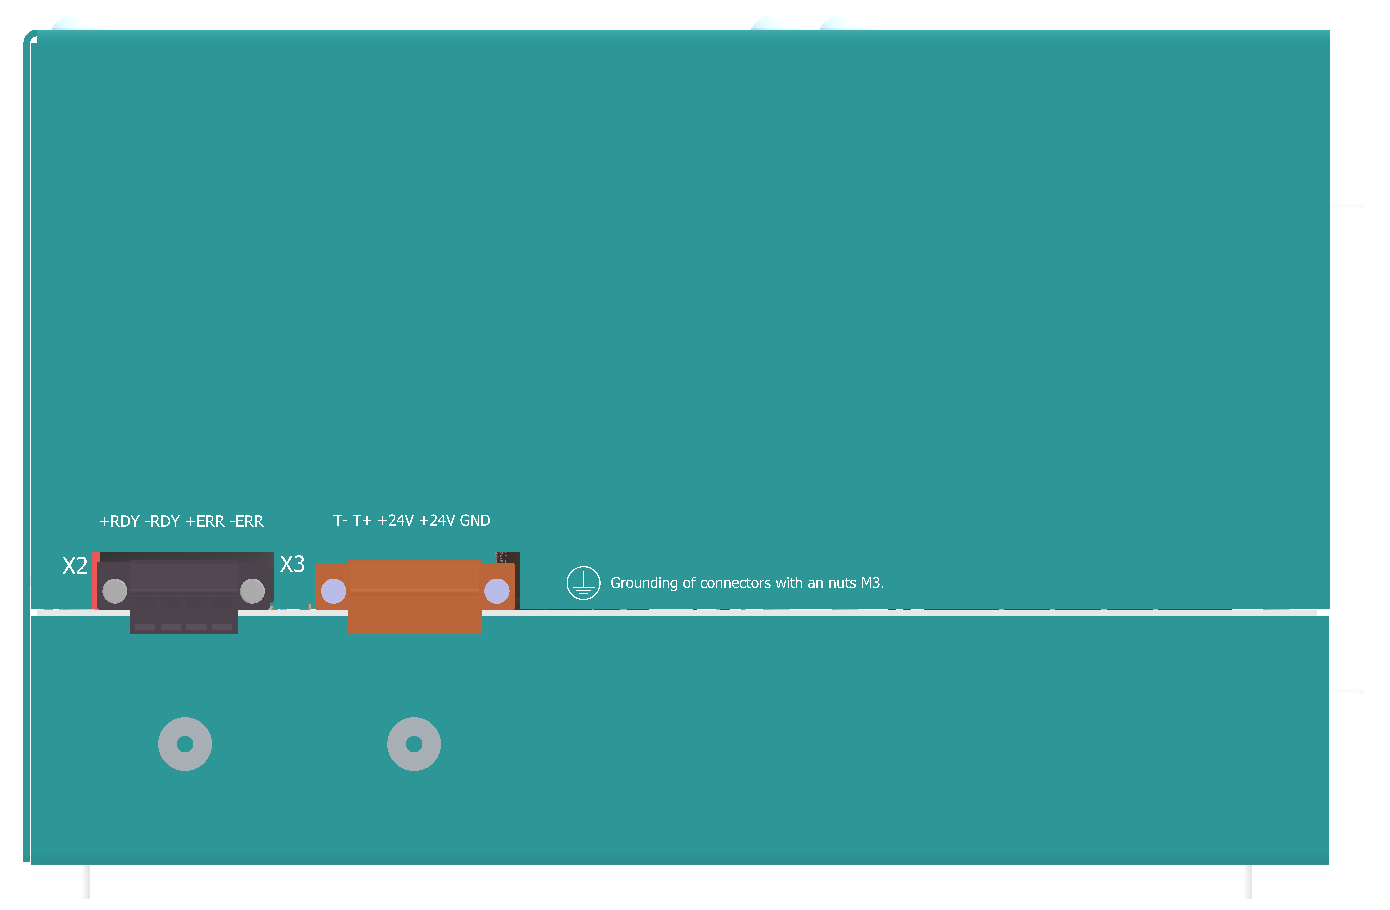 +RDY -RDY +ERR -ERR
T- T+ +24V +24V GND
X2
X3
Grounding of connectors with an nuts M3.